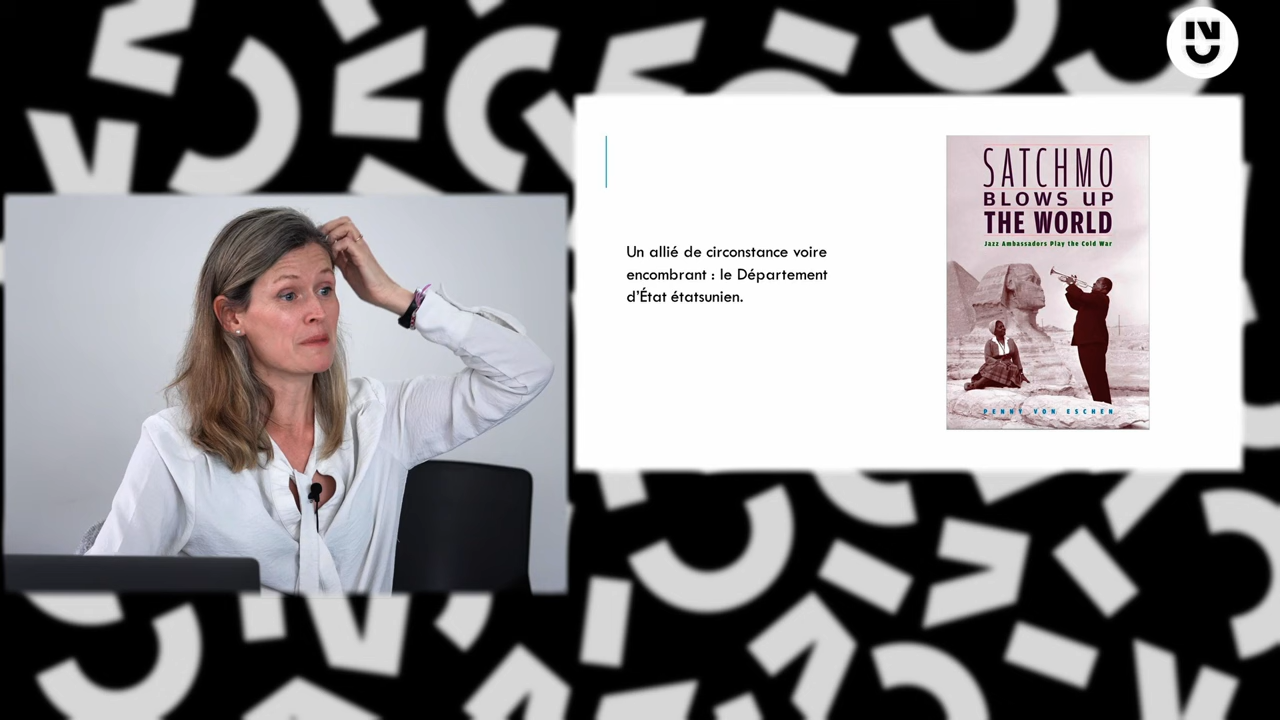 IN
U
Un allié de circonstance voire
encombrant : le Département
d'État étatsunien.
SATCHMO
BLOWS UP
THE WORLD
Jazz Ambassadors Play the Cold War
PENNY VON ESCHEN